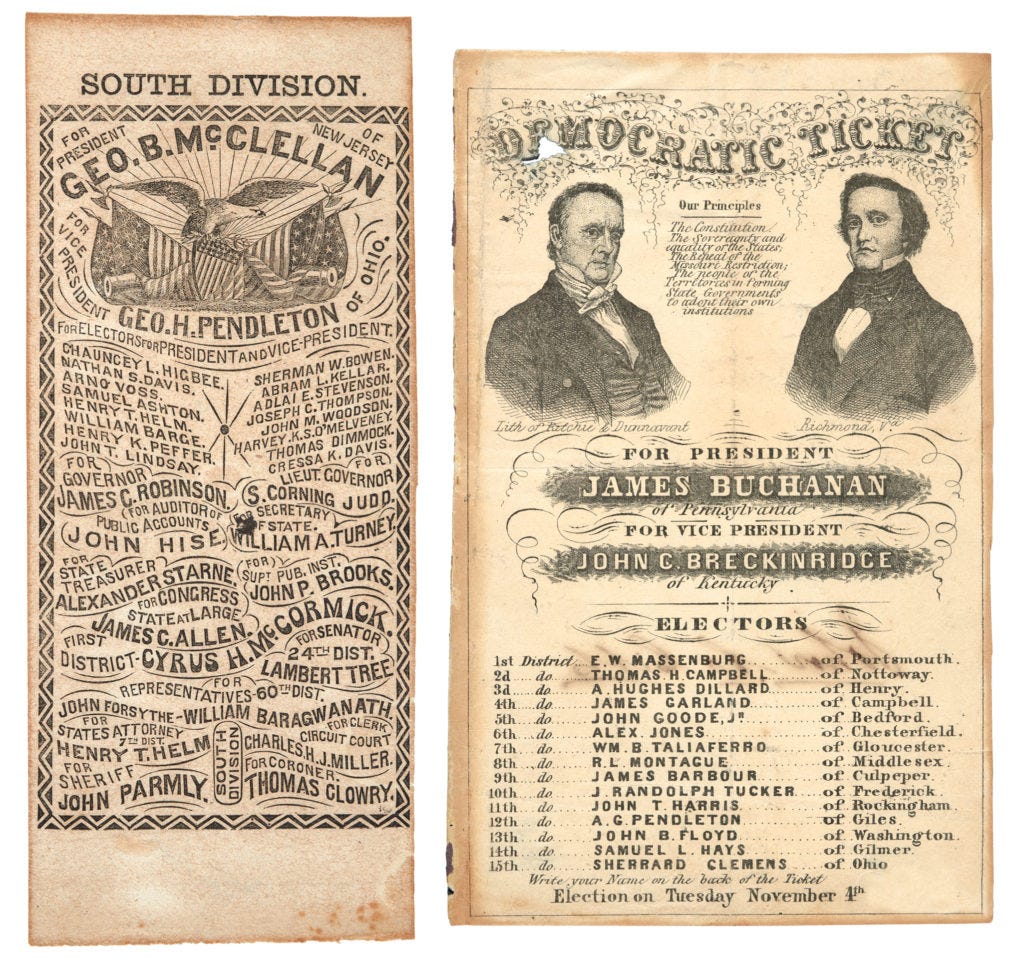 SOUTH DIVISION.
FOR PRESIDENT
GEO. B. McCLELLAN
OF NEW JERSEY
FOR VICE PRESIDENT
GEO. H. PENDLETON OF OHIO.
FOR ELECTORS FOR PRESIDENT AND VICE-PRESIDENT.
CHAUNCEY L. HIGBEE,
NATHAN S. DAVIS.
ARNO VOSS.
SAMUEL ASHTON.
HENRY T. HELM.
WILLIAM BARGE.
HENRY K. PEFFER.
JOHN T. LINDSAY.
SHERMAN W. BOWEN.
ABRAM L. KELLAR.
ADLAI E. STEVENSON.
JOSEPH C. THOMPSON.
JOHN M. WOODSON.
HARVEY. K.S. O'MELVENEY.
THOMAS DIMMOCK.
CRESSA K. DAVIS.
FOR GOVERNOR
JAMES C. ROBINSON
FOR LIEUT. GOVERNOR
S. CORNING JUDD.
FOR AUDITOR OF PUBLIC ACCOUNTS
JOHN HISE
FOR SECRETARY OF STATE.
WILLIAM A. TURNEY.
FOR STATE TREASURER
ALEXANDER STARNE.
FOR SUPT PUB. INST.
JOHN P. BROOKS,
FOR CONGRESS
STATE AT LARGE
JAMES C. ALLEN.
FIRST DISTRICT-CYRUS H. McCORMICK.
FOR SENATOR
24TH DIST.
LAMBERT TREE
FOR
REPRESENTATIVES-60TH DIST.
JOHN FORSYTHE-WILLIAM BARAGWANATH
FOR STATES ATTORNEY
7TH DIST.
HENRY T. HELM
FOR CLERK
CIRCUIT COURT
CHARLES. H. J. MILLER.
FOR SHERIFF
JOHN PARMLY.
SOUTH DIVISION
FOR CORONER.
THOMAS CLOWRY.
DEMOCRATIC TICKET
Our Principles
The Constitution.
The Sovereignty and
equality of the States;
The Repeal of the
Missouri Restriction;
The people of the
Territories in forming
State Governments
to adopt their own
institutions
Lith of Ritchie & Dunnavant
Richmond, Va
FOR PRESIDENT
JAMES BUCHANAN
of Pennsylvania
FOR VICE PRESIDENT
JOHN C. BRECKINRIDGE
of Kentucky
ELECTORS
1st District E.W. MASSENBURG of Portsmouth.
2d do THOMAS H. CAMPBELL of Nottoway.
3d do A. HUGHES DILLARD of Henry.
4th do JAMES GARLAND of Campbell.
5th do JOHN GOODE, Jr of Bedford.
6th do ALEX. JONES of Chesterfield.
7th do WM. B. TALIAFERRO of Gloucester.
8th do R.L. MONTAGUE of Middlesex.
9th do JAMES BARBOUR of Culpeper.
10th do J. RANDOLPH TUCKER of Frederick.
11th do JOHN T. HARRIS of Rockingham.
12th do A.G. PENDLETON of Giles.
13th do JOHN B. FLOYD of Washington.
14th do SAMUEL L. HAYS of Gilmer.
15th do SHERRARD CLEMENS of Ohio
Write your Name on the back of the Ticket
Election on Tuesday November 4th